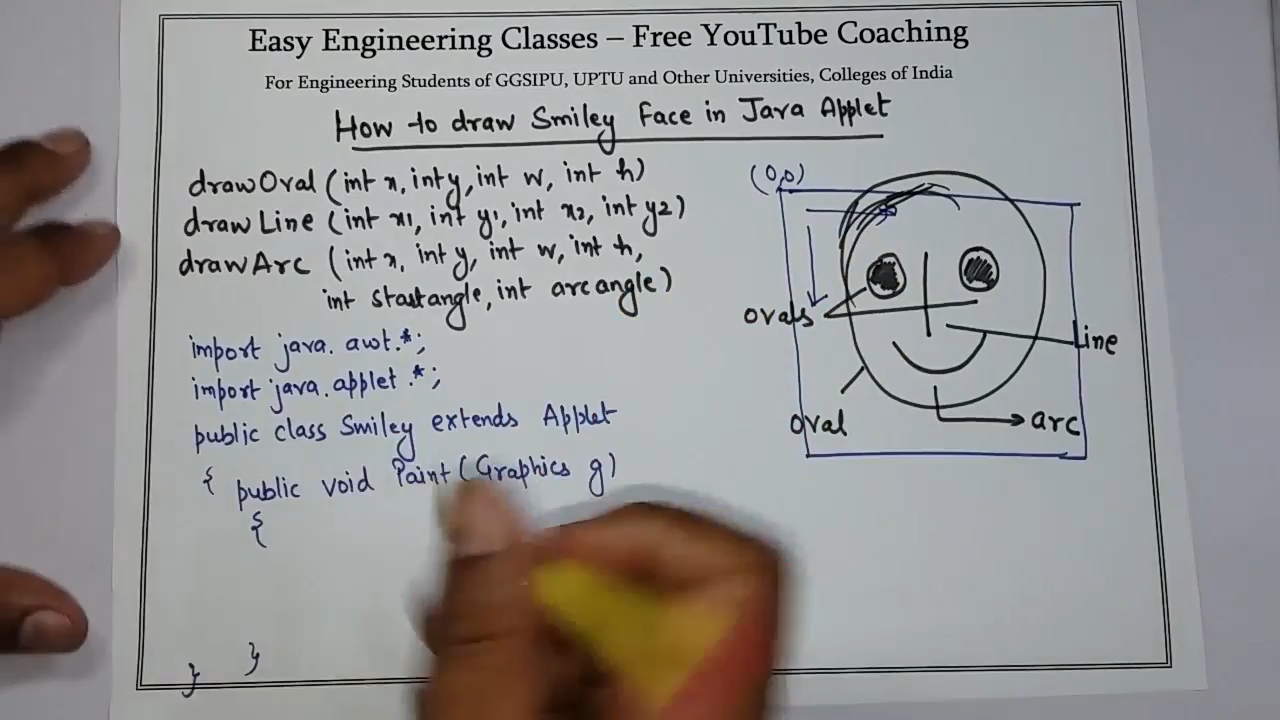 Easy Engineering Classes – Free YouTube Coaching
For Engineering Students of GGSIPU, UPTU and Other Universities, Colleges of India
How to draw Smiley Face in Java Applet
drawOval (int x, int y, int w, int h)
drawLine (int x1, int y1, int x2, int y2)
drawArc (int x, int y, int w, int h,
int startangle, int arcangle)
import java.awt.*;
import java.applet.*;
public class Smiley extends Applet
{ public void Paint(Graphics g)
{
}
}
(0,0)
ovals
Line
oval
arc